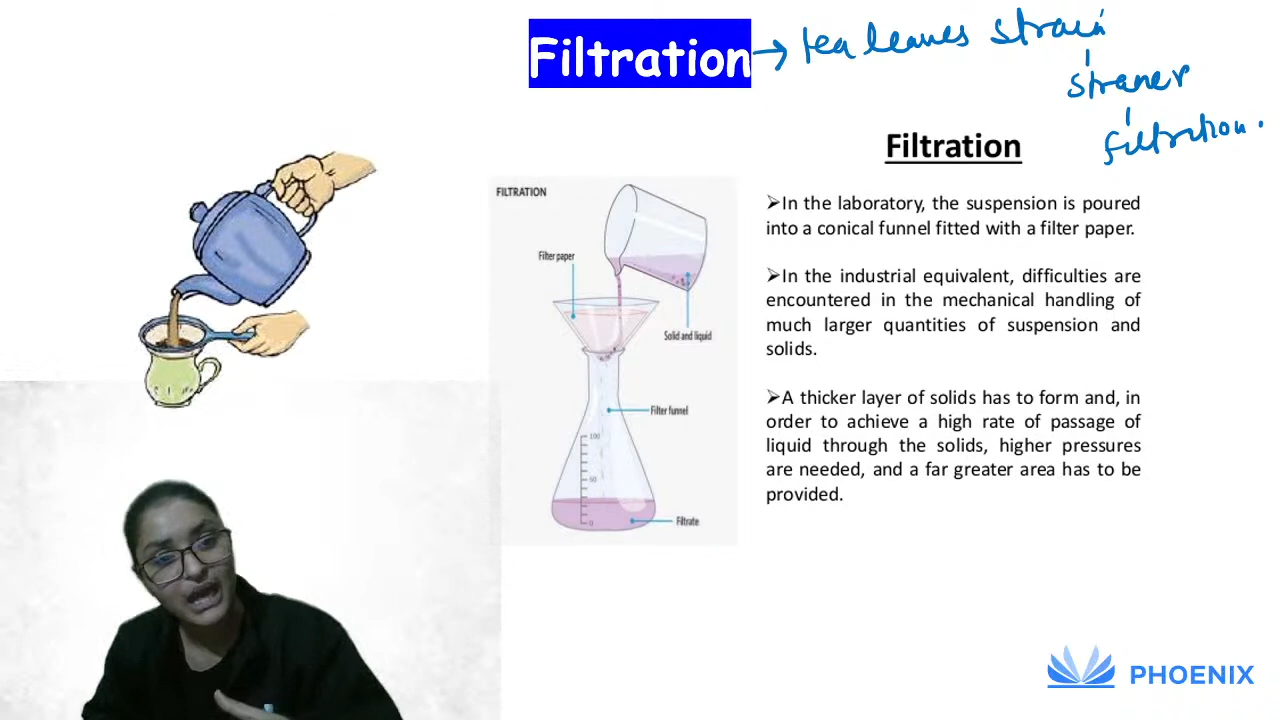 Filtration → tea leaves strain
straner
filtration.
Filtration
➢In the laboratory, the suspension is poured
into a conical funnel fitted with a filter paper.
➢In the industrial equivalent, difficulties are
encountered in the mechanical handling of
much larger quantities of suspension and
solids.
➢A thicker layer of solids has to form and, in
order to achieve a high rate of passage of
liquid through the solids, higher pressures
are needed, and a far greater area has to be
provided.
FILTRATION
Filter paper
Solid and liquid
Filter funnel
100
50
0
Filtrate
PHOENIX